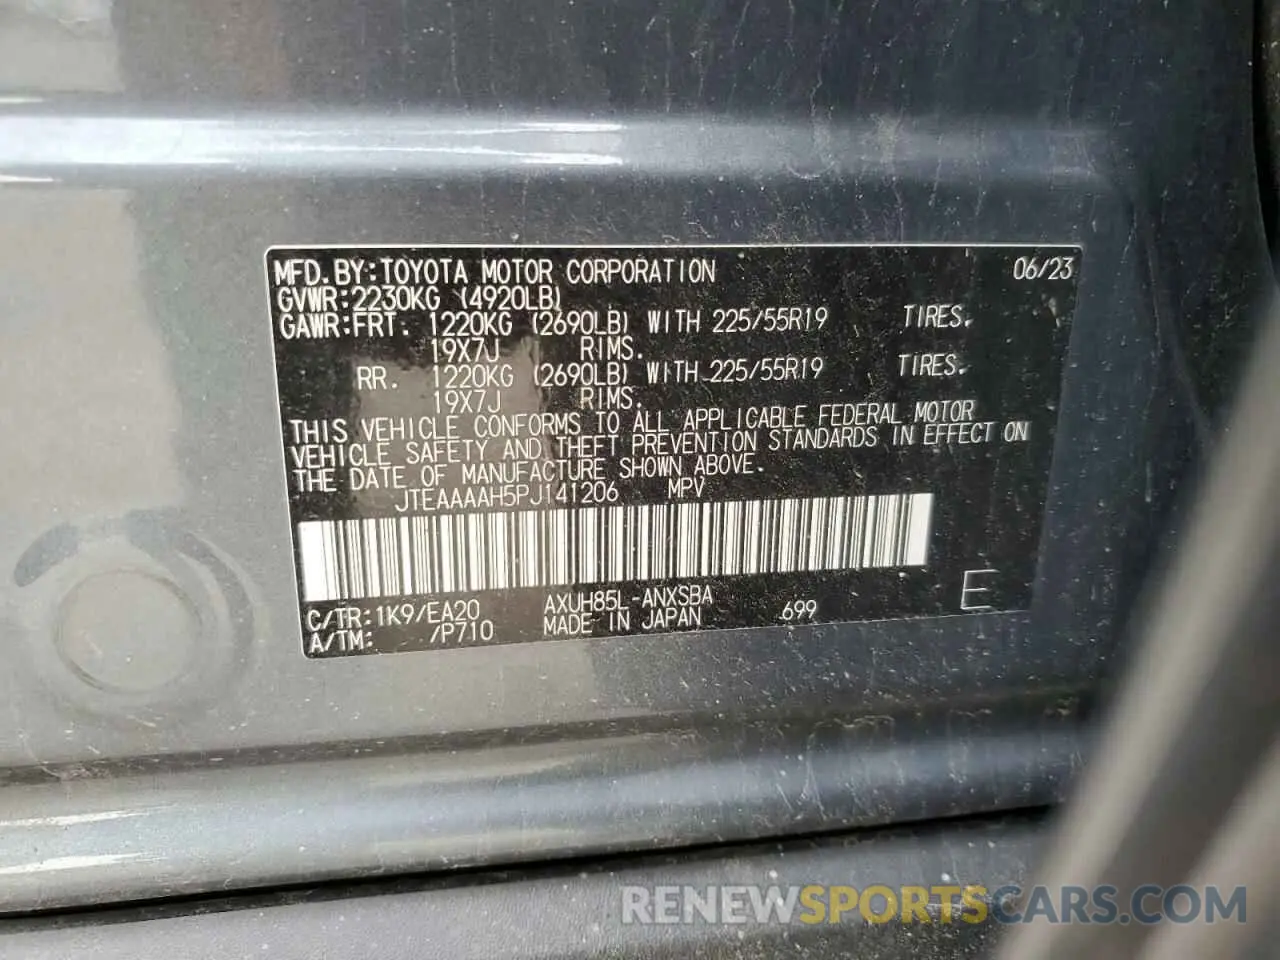 MFD.BY:TOYOTA MOTOR CORPORATION 06/23
GVWR:2230KG (4920LB)
GAWR:FRT. 1220KG (2690LB) WITH 225/55R19 TIRES.
19X7J RIMS.
RR. 1220KG (2690LB) WITH 225/55R19 TIRES.
19X7J RIMS.
THIS VEHICLE CONFORMS TO ALL APPLICABLE FEDERAL MOTOR
VEHICLE SAFETY AND THEFT PREVENTION STANDARDS IN EFFECT ON
THE DATE OF MANUFACTURE SHOWN ABOVE.
JTEAAAAH5PJ141206 MPV
C/TR:1K9/EA20 AXUH85L-ANXSBA 699 E
A/TM: /P710 MADE IN JAPAN
RENEWSPORTSCARS.COM